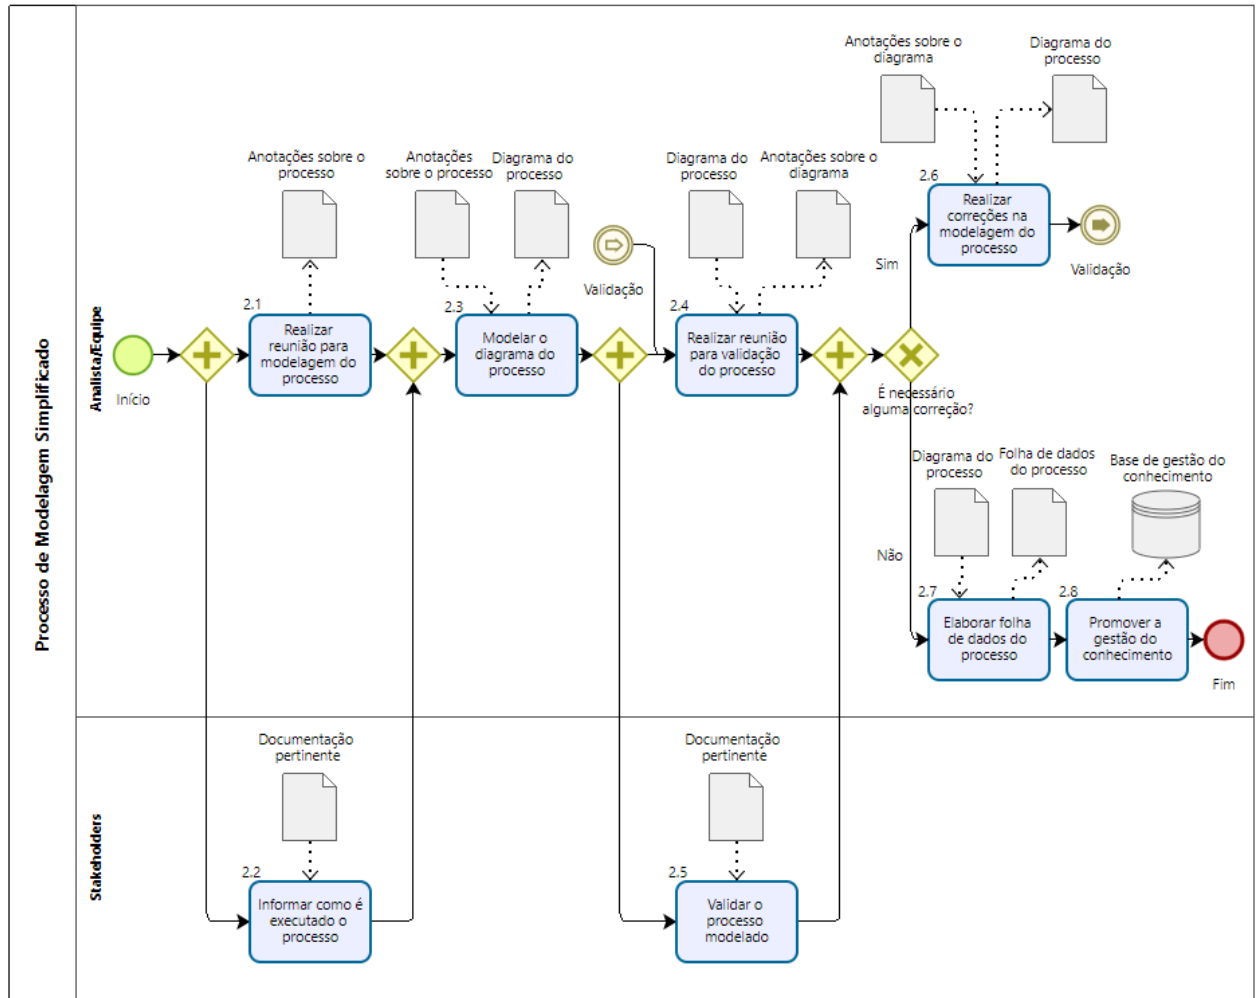 Processo de Modelagem Simplificado
Analista/Equipe
Início
2.1
Realizar
reunião para
modelagem do
processo
Anotações sobre o
processo
2.3
Modelar o
diagrama do
processo
Anotações
sobre o processo
Diagrama do
processo
Validação
2.4
Realizar reunião
para validação
do processo
Diagrama do
processo
Anotações sobre o
diagrama
É necessário
alguma correção?
Sim
2.6
Realizar
correções na
modelagem do
processo
Anotações sobre o
diagrama
Diagrama do
processo
Validação
Não
2.7
Elaborar folha
de dados do
processo
Diagrama do
processo
Folha de dados
do processo
2.8
Promover a
gestão do
conhecimento
Base de gestão do
conhecimento
Fim
Stakeholders
2.2
Informar como é
executado o
processo
Documentação
pertinente
2.5
Validar o
processo
modelado
Documentação
pertinente